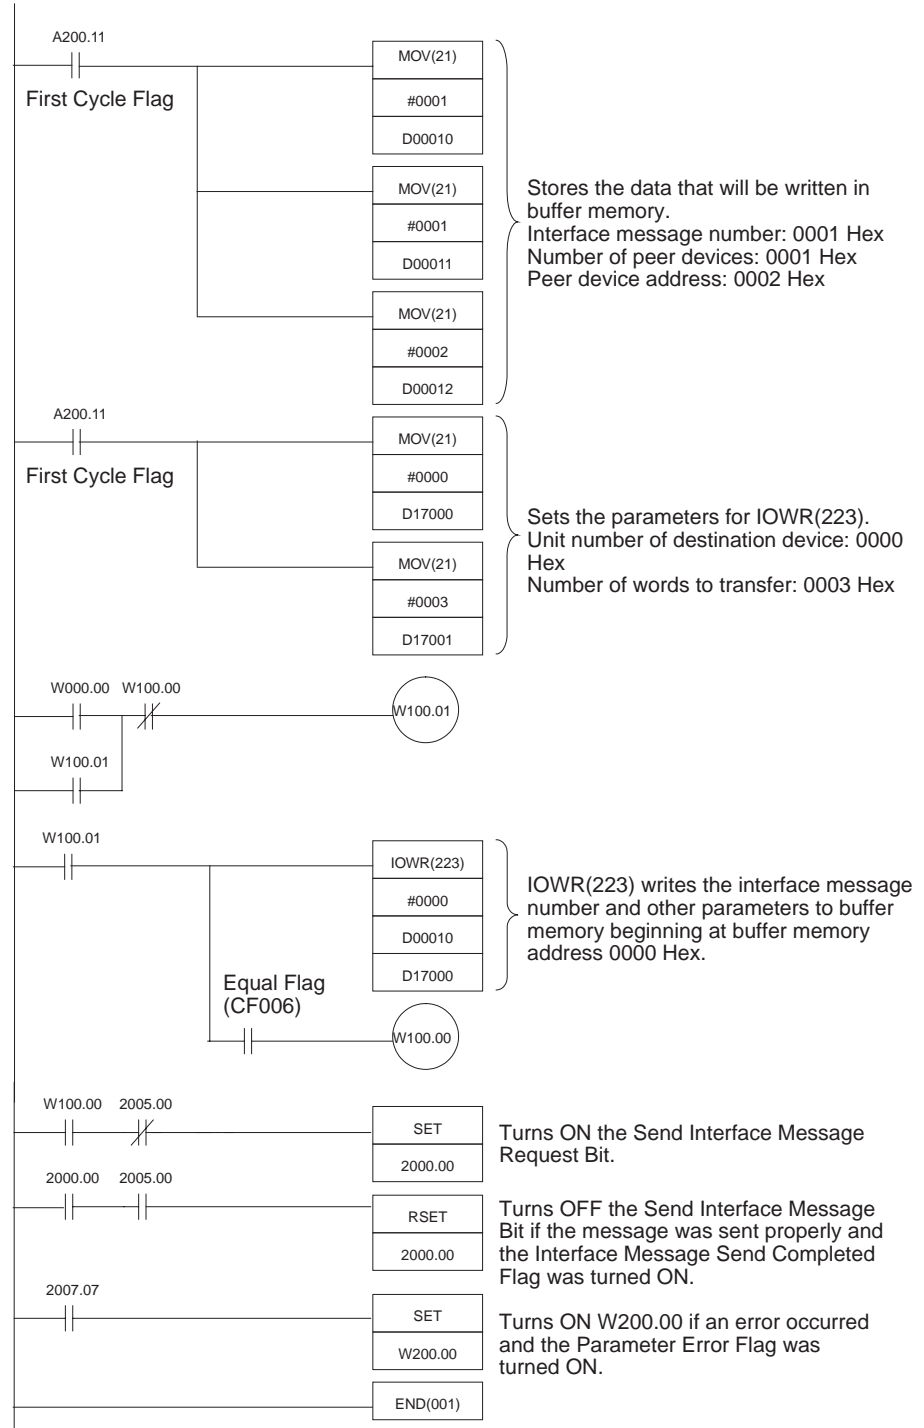 A200.11
First Cycle Flag
MOV(21)
#0001
D00010
MOV(21)
#0001
D00011
MOV(21)
#0002
D00012
Stores the data that will be written in
buffer memory.
Interface message number: 0001 Hex
Number of peer devices: 0001 Hex
Peer device address: 0002 Hex
A200.11
First Cycle Flag
MOV(21)
#0000
D17000
MOV(21)
#0003
D17001
Sets the parameters for IOWR(223).
Unit number of destination device: 0000
Hex
Number of words to transfer: 0003 Hex
W000.00 W100.00
W100.01
W100.01
W100.01
IOWR(223)
#0000
D00010
D17000
IOWR(223) writes the interface message
number and other parameters to buffer
memory beginning at buffer memory
address 0000 Hex.
Equal Flag
(CF006)
W100.00
W100.00 2005.00
SET
2000.00
Turns ON the Send Interface Message
Request Bit.
2000.00 2005.00
RSET
2000.00
Turns OFF the Send Interface Message
Bit if the message was sent properly and
the Interface Message Send Completed
Flag was turned ON.
2007.07
SET
W200.00
Turns ON W200.00 if an error occurred
and the Parameter Error Flag was
turned ON.
END(001)